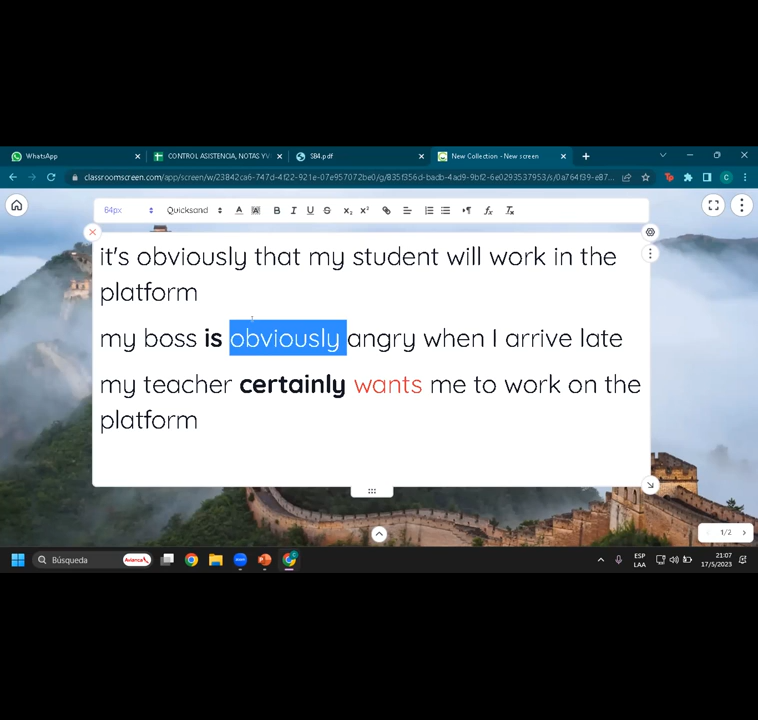 WhatsApp
CONTROL ASISTENCIA, NOTAS Y V
SB4.pdf
New Collection - New screen
classroomscreen.com/app/screen/w/23842ca6-747d-4f22-921e-07e957072be0/g/835f356d-badb-4ad9-9bf2-6e0293537953/s/0a764f39-e87...
64px
Quicksand
it's obviously that my student will work in the
platform
my boss is obviously angry when I arrive late
my teacher certainly wants me to work on the
platform
1/2
Búsqueda
Avianca
ESP
LAA
21:07
17/5/2023